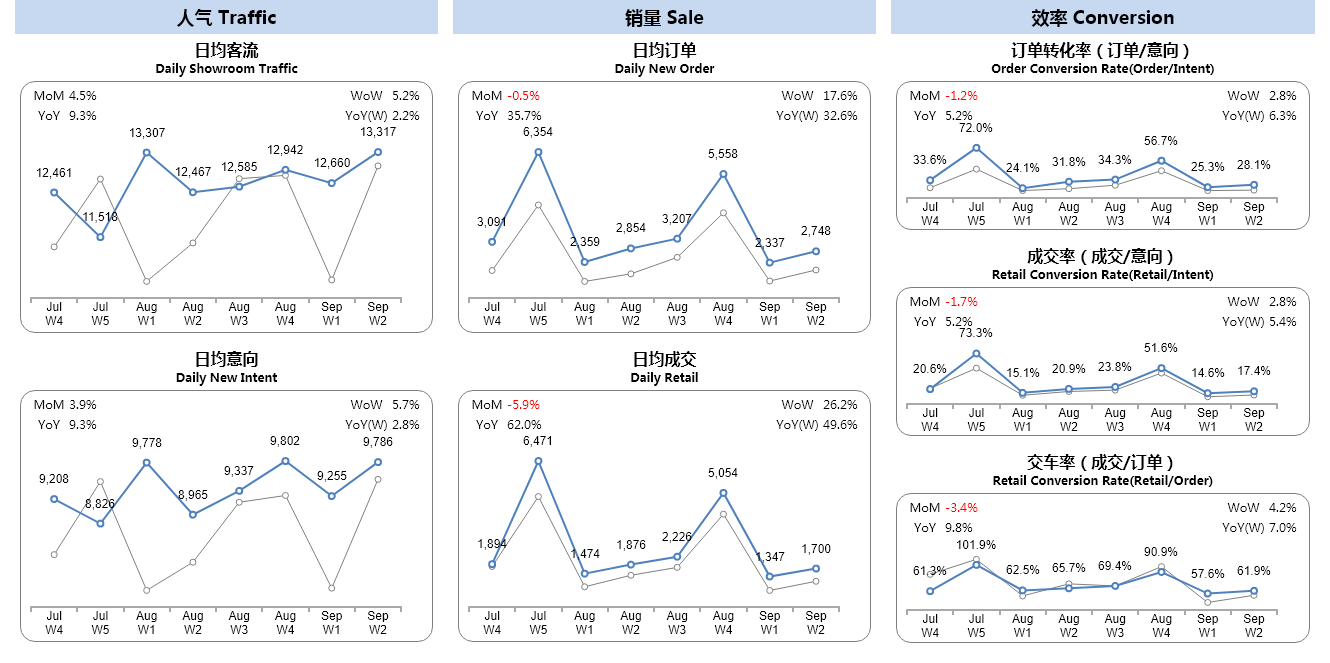 人气 Traffic
日均客流
Daily Showroom Traffic
MoM 4.5% WoW 5.2%
YoY 9.3% YoY(W) 2.2%
12,461 11,518 13,307 12,467 12,585 12,942 12,660 13,317
Jul Jul Aug Aug Aug Aug Sep Sep
W4 W5 W1 W2 W3 W4 W1 W2
日均意向
Daily New Intent
MoM 3.9% WoW 5.7%
YoY 9.3% YoY(W) 2.8%
9,208 8,826 9,778 8,965 9,337 9,802 9,255 9,786
Jul Jul Aug Aug Aug Aug Sep Sep
W4 W5 W1 W2 W3 W4 W1 W2
销量 Sale
日均订单
Daily New Order
MoM -0.5% WoW 17.6%
YoY 35.7% YoY(W) 32.6%
3,091 6,354 2,359 2,854 3,207 5,558 2,337 2,748
Jul Jul Aug Aug Aug Aug Sep Sep
W4 W5 W1 W2 W3 W4 W1 W2
日均成交
Daily Retail
MoM -5.9% WoW 26.2%
YoY 62.0% YoY(W) 49.6%
1,894 6,471 1,474 1,876 2,226 5,054 1,347 1,700
Jul Jul Aug Aug Aug Aug Sep Sep
W4 W5 W1 W2 W3 W4 W1 W2
效率 Conversion
订单转化率（订单/意向）
Order Conversion Rate(Order/Intent)
MoM -1.2% WoW 2.8%
YoY 5.2% YoY(W) 6.3%
33.6% 72.0% 24.1% 31.8% 34.3% 56.7% 25.3% 28.1%
Jul Jul Aug Aug Aug Aug Sep Sep
W4 W5 W1 W2 W3 W4 W1 W2
成交率（成交/意向）
Retail Conversion Rate(Retail/Intent)
MoM -1.7% WoW 2.8%
YoY 5.2% YoY(W) 5.4%
20.6% 73.3% 15.1% 20.9% 23.8% 51.6% 14.6% 17.4%
Jul Jul Aug Aug Aug Aug Sep Sep
W4 W5 W1 W2 W3 W4 W1 W2
交车率（成交/订单）
Retail Conversion Rate(Retail/Order)
MoM -3.4% WoW 4.2%
YoY 9.8% YoY(W) 7.0%
61.3% 101.9% 62.5% 65.7% 69.4% 90.9% 57.6% 61.9%
Jul Jul Aug Aug Aug Aug Sep Sep
W4 W5 W1 W2 W3 W4 W1 W2